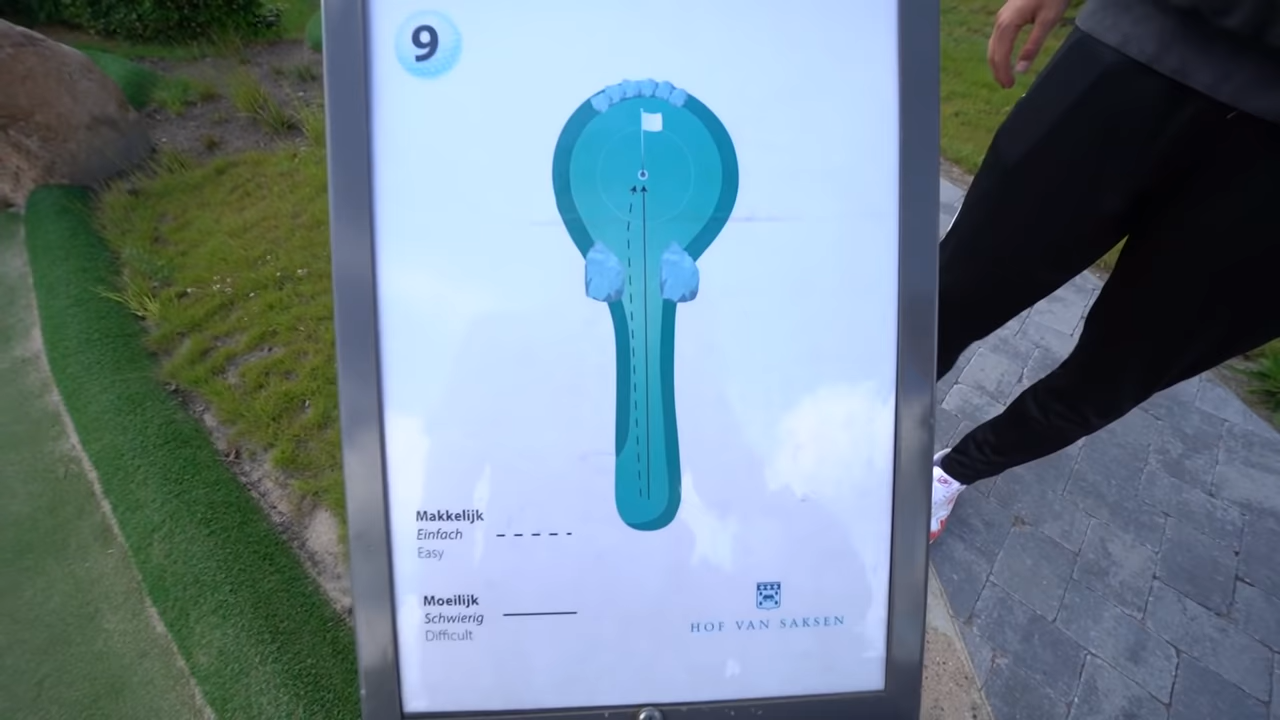 9
Makkelijk
Einfach
Easy
Moeilijk
Schwierig
Difficult
HOF VAN SAKSEN